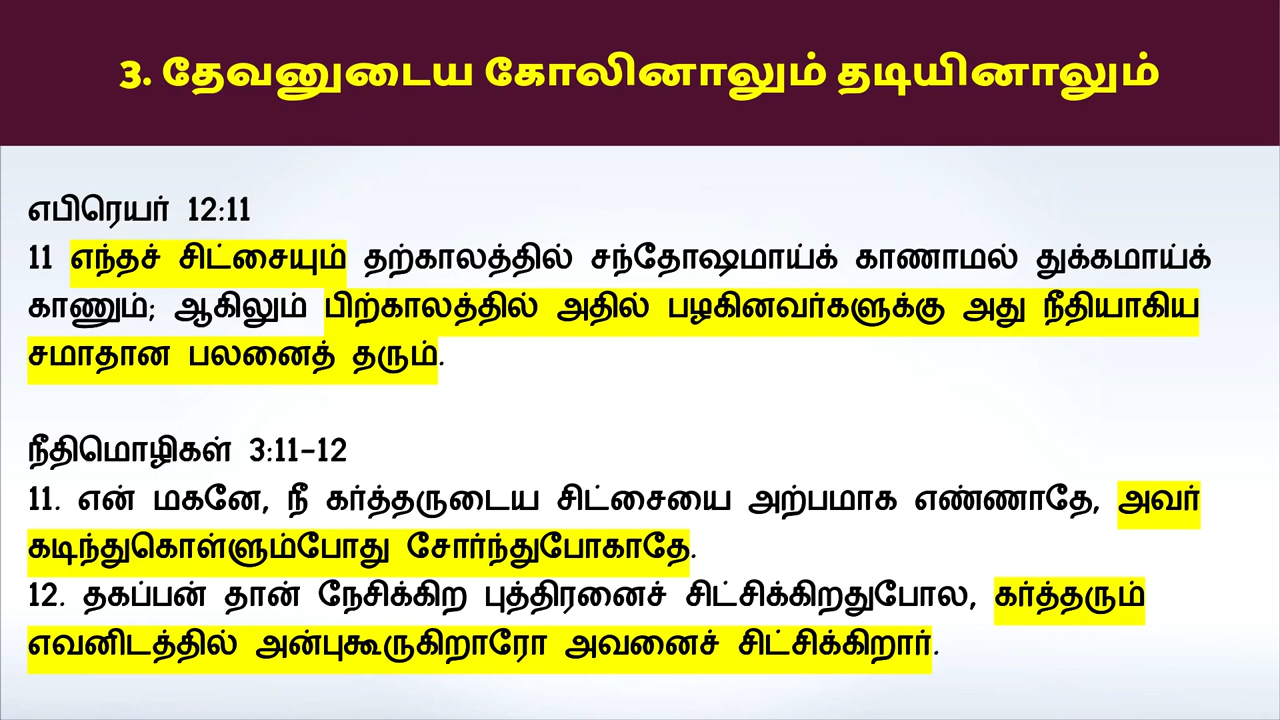 3. தேவனுடைய கோலினாலும் தடியினாலும்
எபிரெயர் 12:11
11 எந்தச் சிட்சையும் தற்காலத்தில் சந்தோஷமாய்க் காணாமல் துக்கமாய்க்
காணும்; ஆகிலும் பிற்காலத்தில் அதில் பழகினவர்களுக்கு அது நீதியாகிய
சமாதான பலனைத் தரும்.
நீதிமொழிகள் 3:11-12
11. என் மகனே, நீ கர்த்தருடைய சிட்சையை அற்பமாக எண்ணாதே, அவர்
கடிந்துகொள்ளும்போது சோர்ந்துபோகாதே.
12. தகப்பன் தான் நேசிக்கிற புத்திரனைச் சிட்சிக்கிறதுபோல, கர்த்தரும்
எவனிடத்தில் அன்புகூருகிறாரோ அவனைச் சிட்சிக்கிறார்.